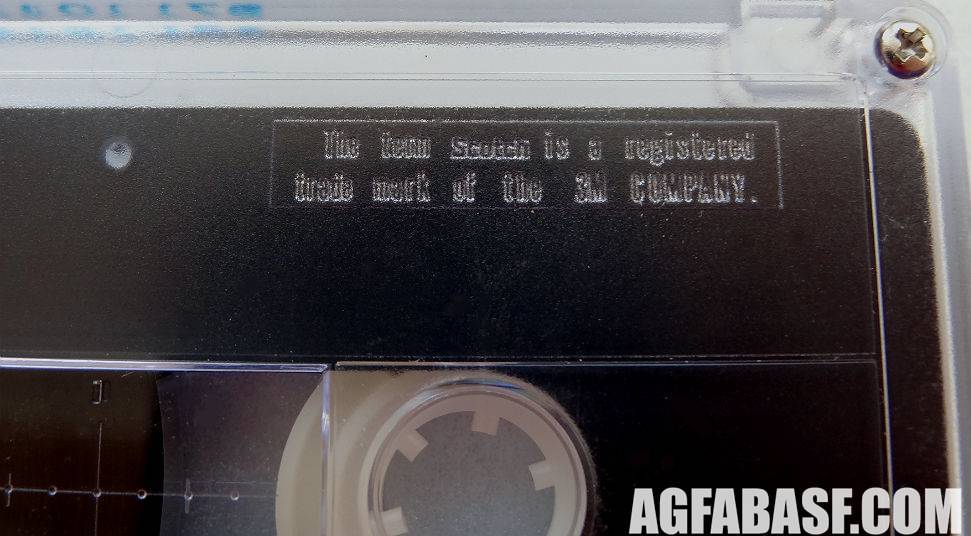 The term Scotch is a registered
trade mark of the 3M COMPANY.
AGFABASF.COM